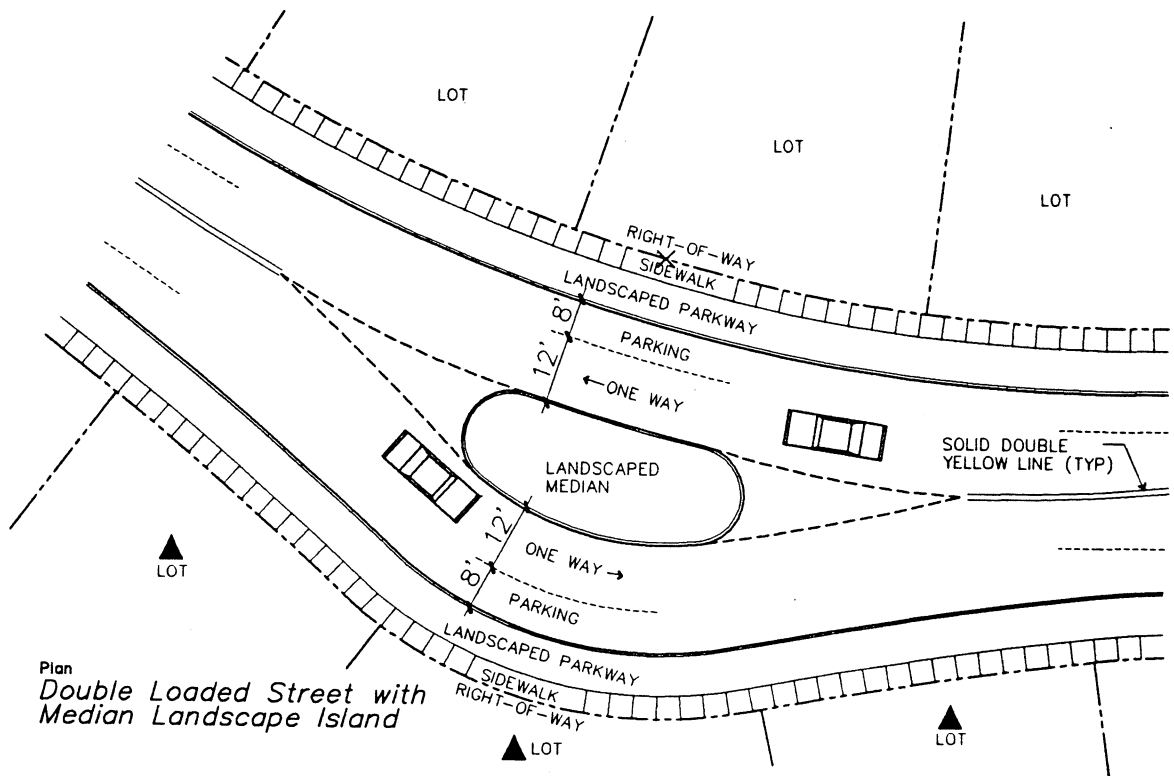 LOT
LOT
LOT
RIGHT-OF-WAY
SIDEWALK
LANDSCAPED PARKWAY
8'
PARKING
12'
←ONE WAY
SOLID DOUBLE
YELLOW LINE (TYP)
LANDSCAPED
MEDIAN
12'
ONE WAY→
8'
PARKING
LOT
LANDSCAPED PARKWAY
SIDEWALK
RIGHT-OF-WAY
Plan
Double Loaded Street with
Median Landscape Island
LOT
LOT